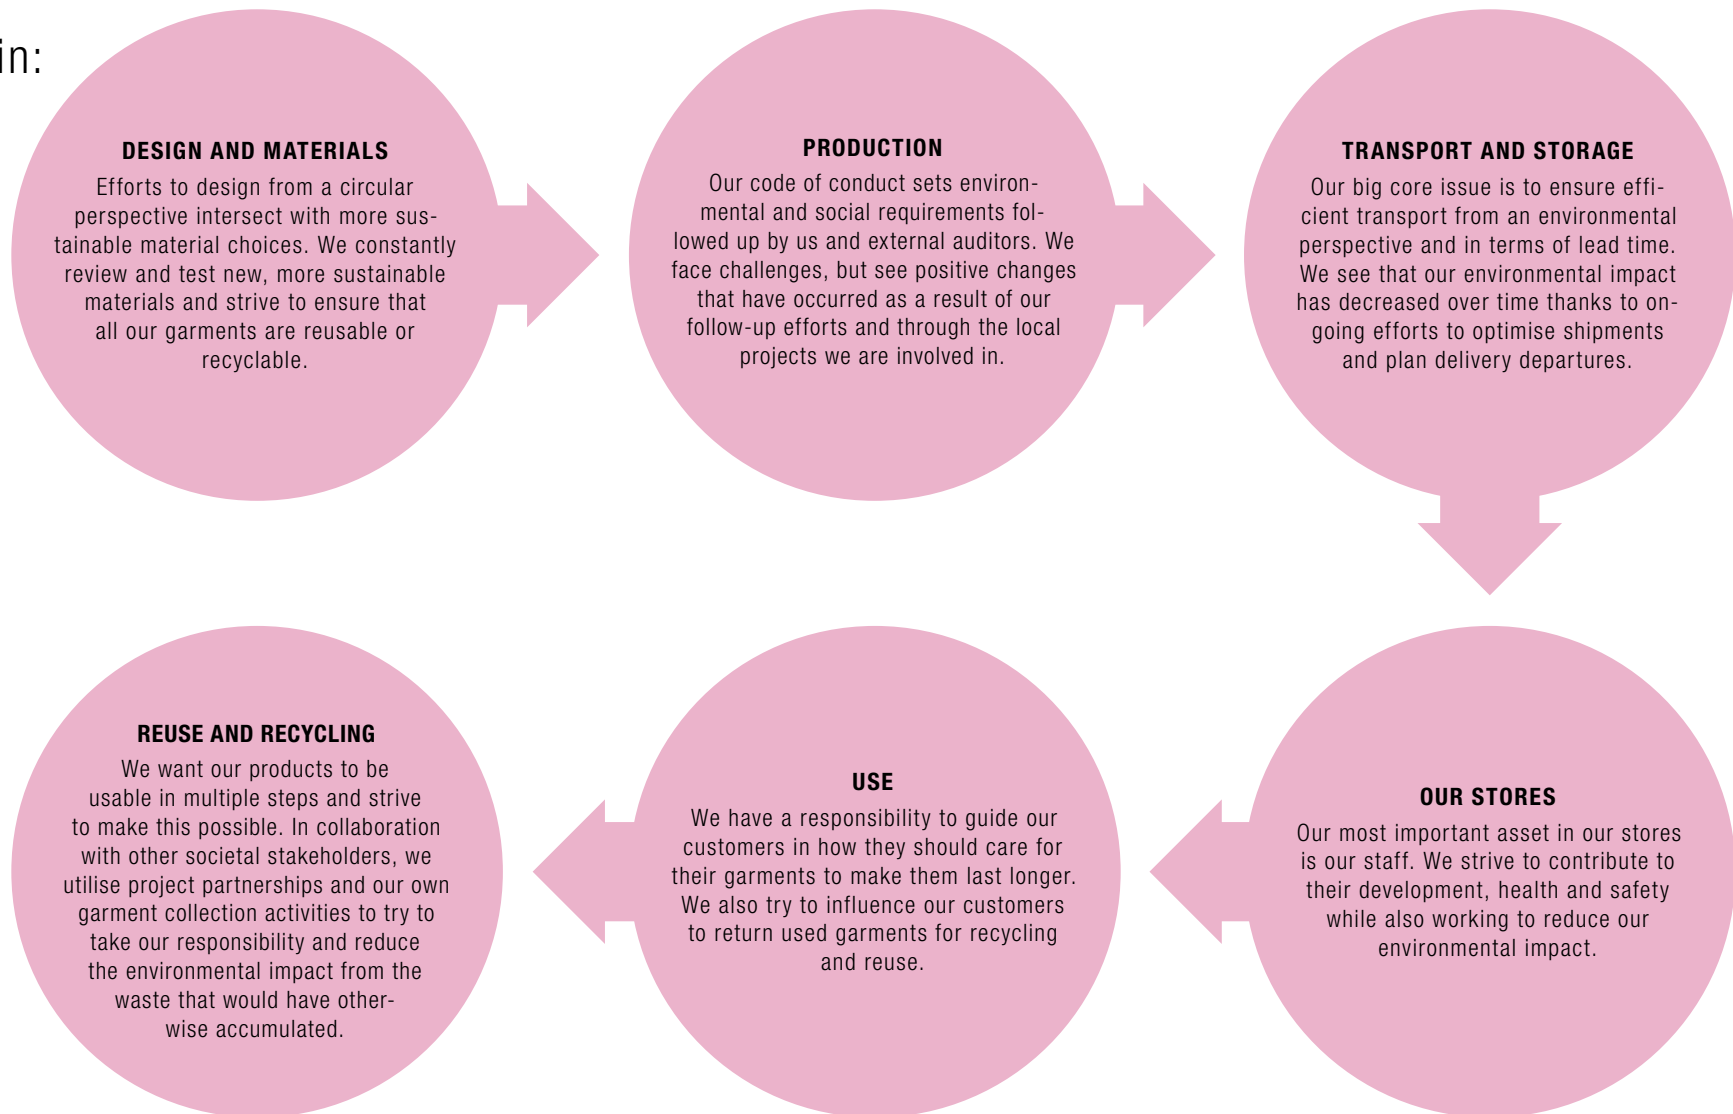 in:
DESIGN AND MATERIALS
Efforts to design from a circular
perspective intersect with more sus-
tainable material choices. We constantly
review and test new, more sustainable
materials and strive to ensure that
all our garments are reusable or
recyclable.
PRODUCTION
Our code of conduct sets environ-
mental and social requirements fol-
lowed up by us and external auditors. We
face challenges, but see positive changes
that have occurred as a result of our
follow-up efforts and through the local
projects we are involved in.
TRANSPORT AND STORAGE
Our big core issue is to ensure effi-
cient transport from an environmental
perspective and in terms of lead time.
We see that our environmental impact
has decreased over time thanks to on-
going efforts to optimise shipments
and plan delivery departures.
REUSE AND RECYCLING
We want our products to be
usable in multiple steps and strive
to make this possible. In collaboration
with other societal stakeholders, we
utilise project partnerships and our own
garment collection activities to try to
take our responsibility and reduce
the environmental impact from the
waste that would have other-
wise accumulated.
USE
We have a responsibility to guide our
customers in how they should care for
their garments to make them last longer.
We also try to influence our customers
to return used garments for recycling
and reuse.
OUR STORES
Our most important asset in our stores
is our staff. We strive to contribute to
their development, health and safety
while also working to reduce our
environmental impact.